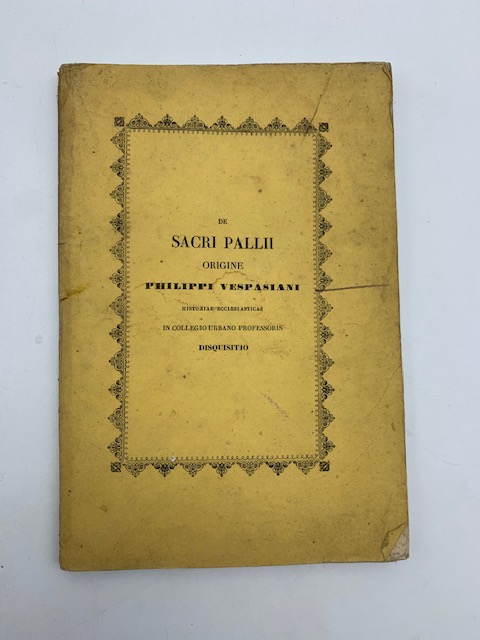 DE
SACRI PALLII
ORIGINE
PHILIPPI VESPASIANI
HISTORIAE ECCLESIASTICAE
IN COLLEGIO URBANO PROFESSORIS
DISQUISITIO